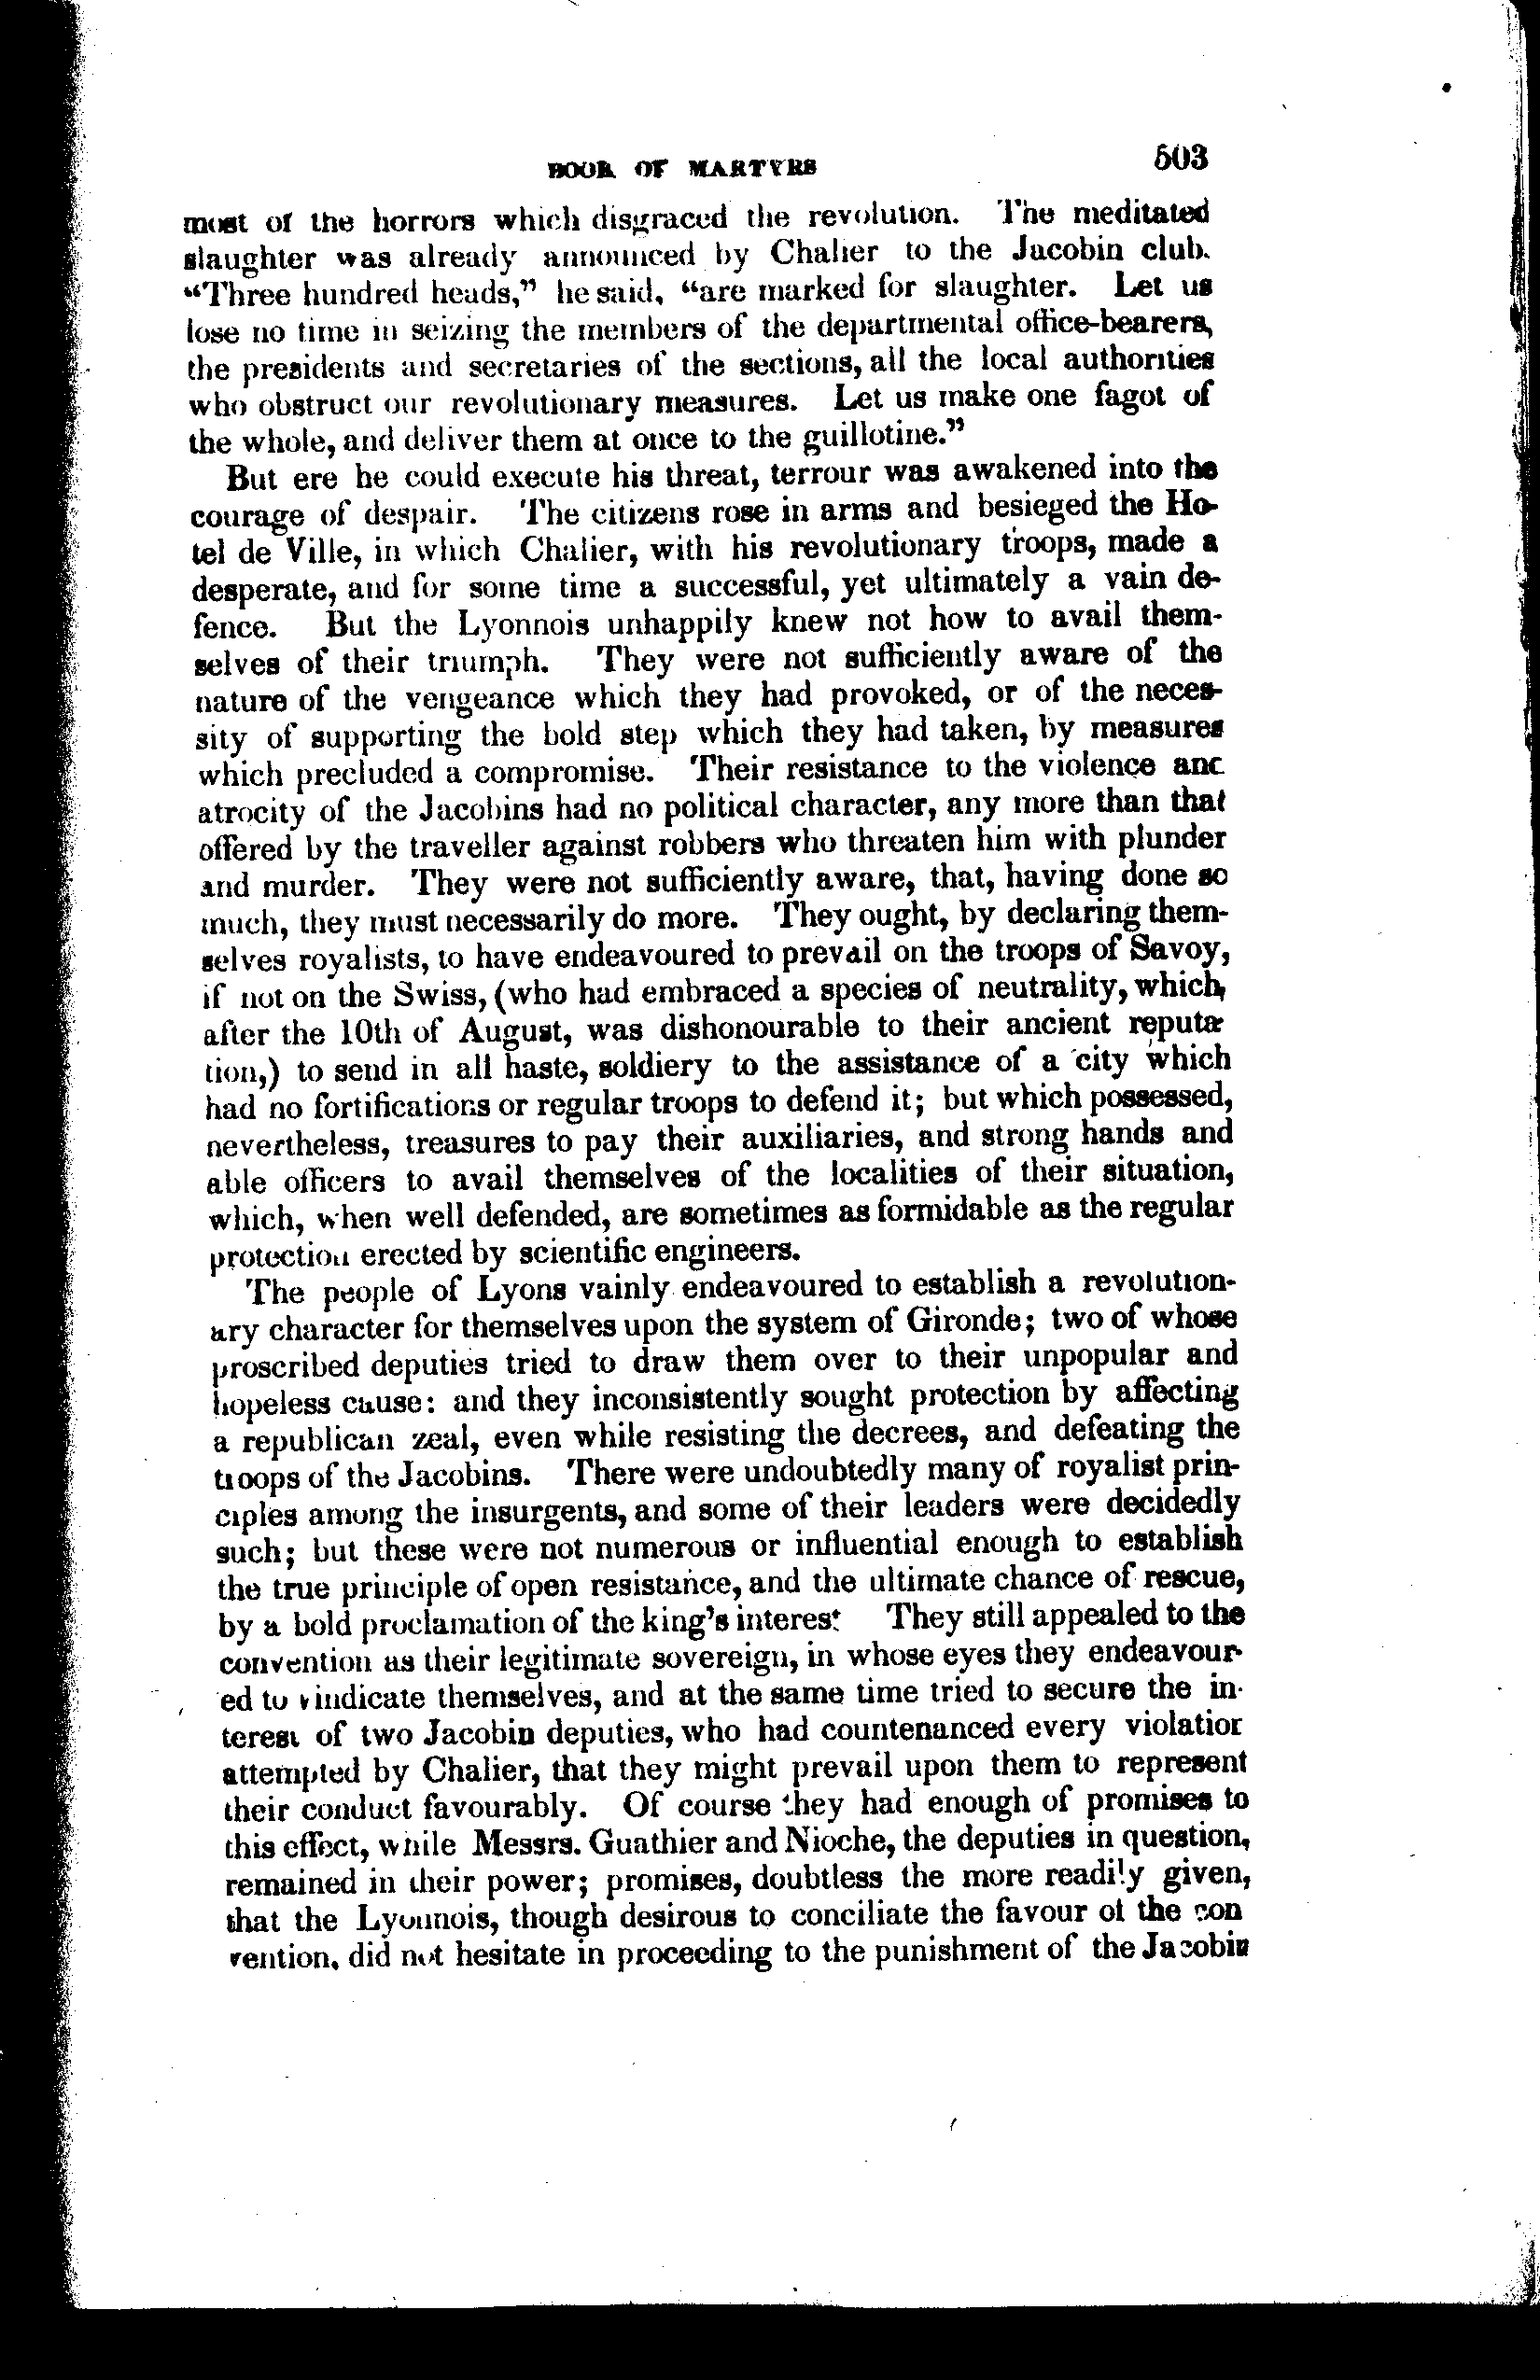 BOOK OF MARTYRS 503
most of the horrors which disgraced the revolution. The meditated
slaughter was already announced by Chalier to the Jacobin club.
“Three hundred heads,” he said, “are marked for slaughter. Let us
lose no time in seizing the members of the departmental office-bearers,
the presidents and secretaries of the sections, all the local authorities
who obstruct our revolutionary measures. Let us make one fagot of
the whole, and deliver them at once to the guillotine.”
But ere he could execute his threat, terrour was awakened into the
courage of despair. The citizens rose in arms and besieged the Ho-
tel de Ville, in which Chalier, with his revolutionary troops, made a
desperate, and for some time a successful, yet ultimately a vain de-
fence. But the Lyonnois unhappily knew not how to avail them-
selves of their triumph. They were not sufficiently aware of the
nature of the vengeance which they had provoked, or of the neces-
sity of supporting the bold step which they had taken, by measures
which precluded a compromise. Their resistance to the violence and
atrocity of the Jacobins had no political character, any more than that
offered by the traveller against robbers who threaten him with plunder
and murder. They were not sufficiently aware, that, having done so
much, they must necessarily do more. They ought, by declaring them-
selves royalists, to have endeavoured to prevail on the troops of Savoy,
if not on the Swiss, (who had embraced a species of neutrality, which,
after the 10th of August, was dishonourable to their ancient reputa-
tion,) to send in all haste, soldiery to the assistance of a city which
had no fortifications or regular troops to defend it; but which possessed,
nevertheless, treasures to pay their auxiliaries, and strong hands and
able officers to avail themselves of the localities of their situation,
which, when well defended, are sometimes as formidable as the regular
protection erected by scientific engineers.
The people of Lyons vainly endeavoured to establish a revolution-
ary character for themselves upon the system of Gironde; two of whose
proscribed deputies tried to draw them over to their unpopular and
hopeless cause: and they inconsistently sought protection by affecting
a republican zeal, even while resisting the decrees, and defeating the
troops of the Jacobins. There were undoubtedly many of royalist prin-
ciples among the insurgents, and some of their leaders were decidedly
such; but these were not numerous or influential enough to establish
the true principle of open resistance, and the ultimate chance of rescue,
by a bold proclamation of the king's interest They still appealed to the
convention as their legitimate sovereign, in whose eyes they endeavour-
ed to vindicate themselves, and at the same time tried to secure the in-
terest of two Jacobin deputies, who had countenanced every violation
attempted by Chalier, that they might prevail upon them to represent
their conduct favourably. Of course they had enough of promises to
this effect, while Messrs. Guathier and Nioche, the deputies in question,
remained in their power; promises, doubtless the more readily given,
that the Lyonnois, though desirous to conciliate the favour of the con
vention, did not hesitate in proceeding to the punishment of the Jacobin